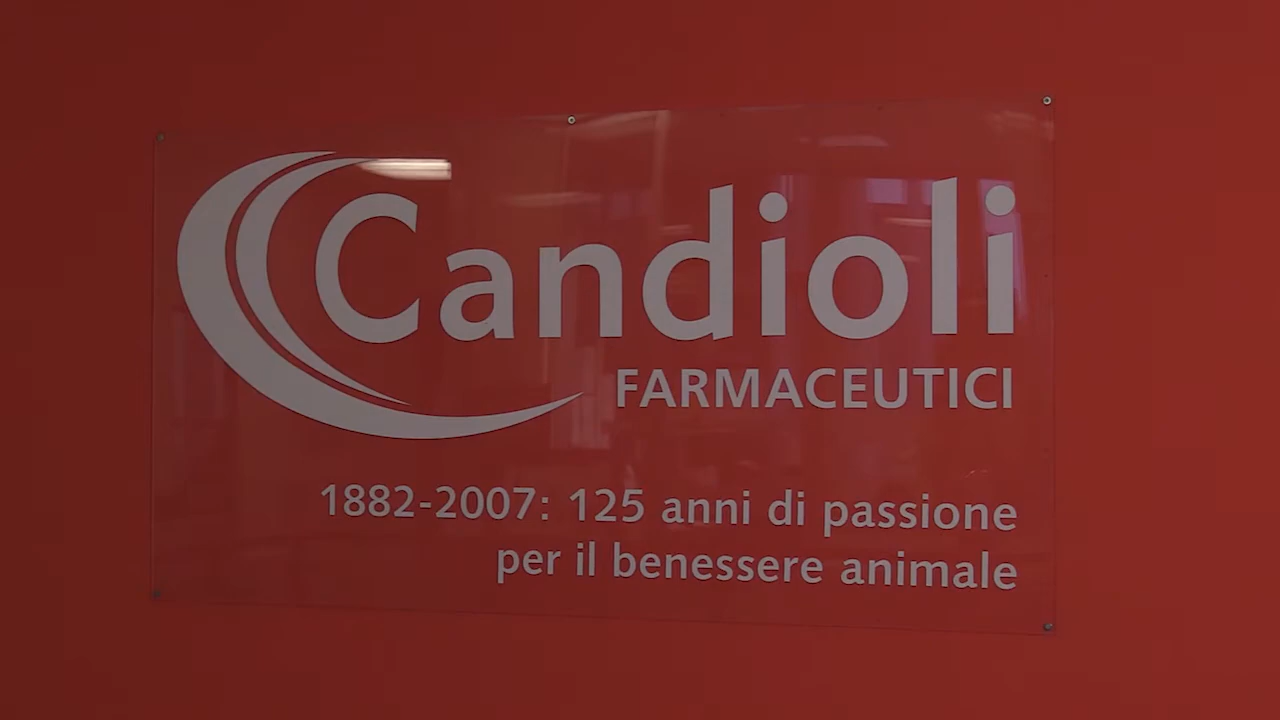 Candioli
FARMACEUTICI
1882-2007: 125 anni di passione
per il benessere animale